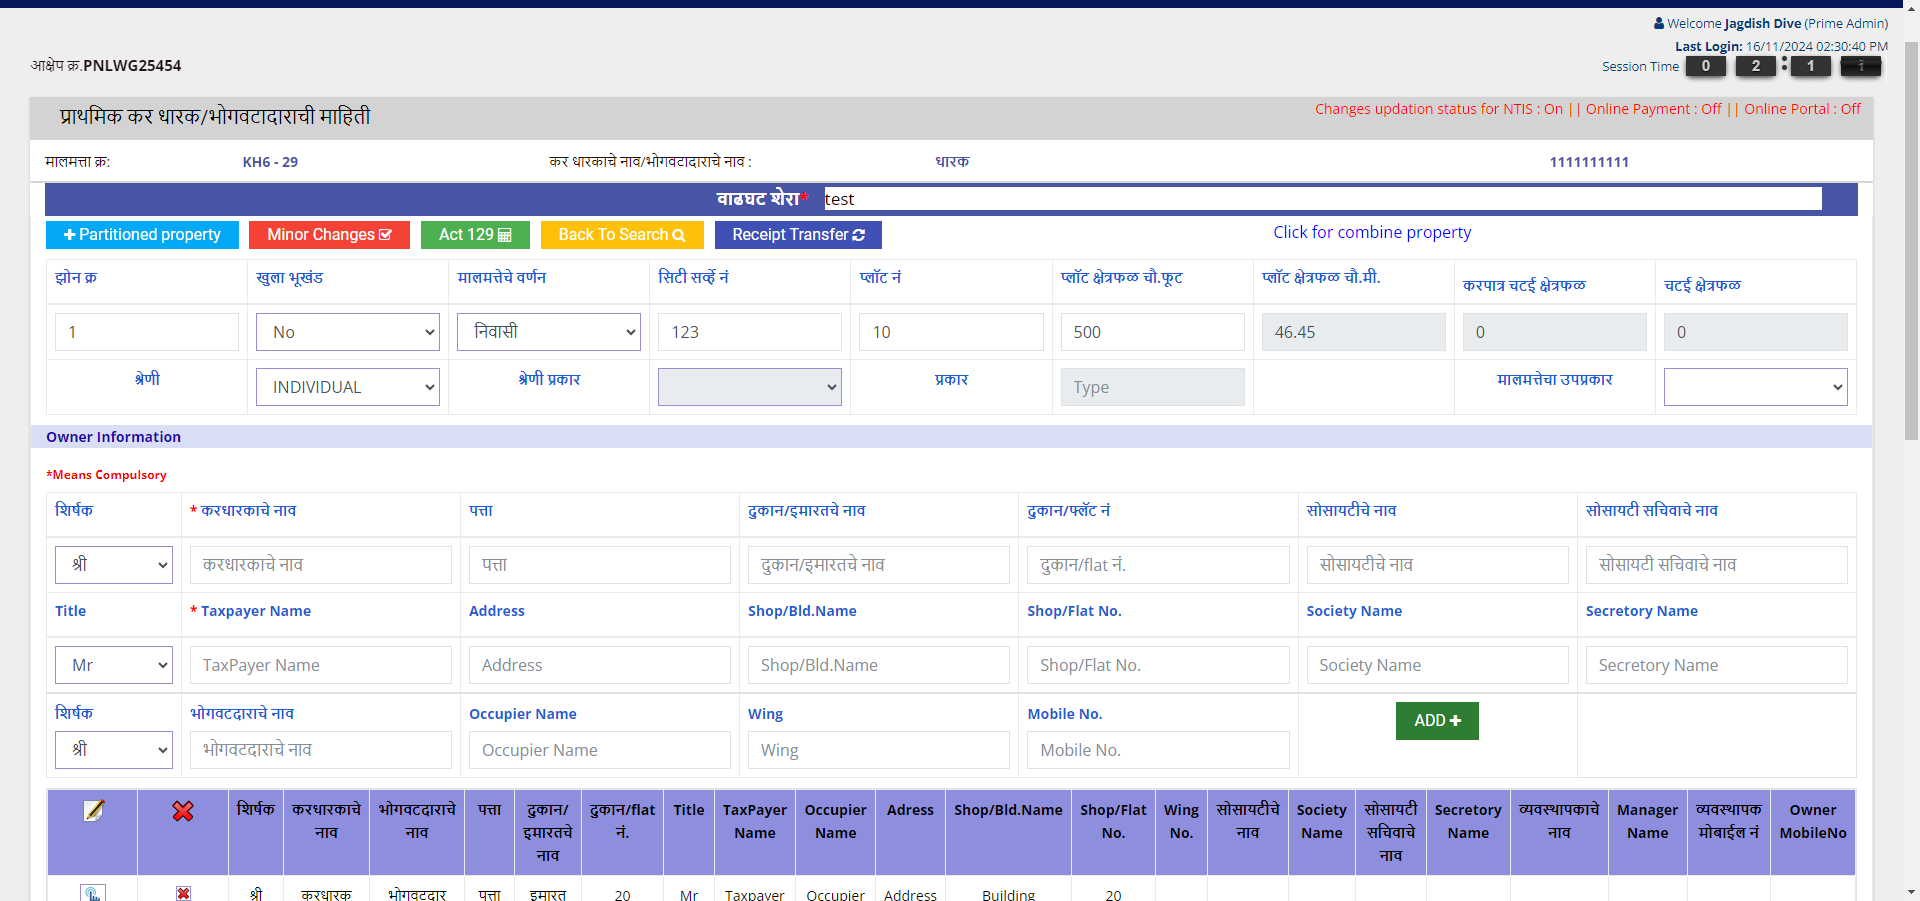 Welcome Jagdish Dive (Prime Admin)
Last Login: 16/11/2024 02:30:40 PM
आक्षेप क्र.PNLWG25454
Session Time 0 2 : 1 1
प्राथमिक कर धारक/भोगवटादाराची माहिती
Changes updation status for NTIS : On || Online Payment : Off || Online Portal : Off
मालमत्ता क्र: KH6 - 29 कर धारकाचे नाव/भोगवटादाराचे नाव : धारक 1111111111
वाढघट शेरा* test
Partitioned property Minor Changes Act 129 Back To Search Receipt Transfer Click for combine property
झोन क्र खुला भूखंड मालमत्तेचे वर्णन सिटी सर्व्हे नं प्लॉट नं प्लॉट क्षेत्रफळ चौ.फूट प्लॉट क्षेत्रफळ चौ.मी. करपात्र चटई क्षेत्रफळ चटई क्षेत्रफळ
1 No निवासी 123 10 500 46.45 0 0
श्रेणी INDIVIDUAL श्रेणी प्रकार प्रकार Type मालमत्तेचा उपप्रकार
Owner Information
*Means Compulsory
शिर्षक * करधारकाचे नाव पत्ता दुकान/इमारतचे नाव दुकान/फ्लॅट नं सोसायटीचे नाव सोसायटी सचिवाचे नाव
श्री करधारकाचे नाव पत्ता दुकान/इमारतचे नाव दुकान/flat नं. सोसायटीचे नाव सोसायटी सचिवाचे नाव
Title * Taxpayer Name Address Shop/Bld.Name Shop/Flat No. Society Name Secretory Name
Mr TaxPayer Name Address Shop/Bld.Name Shop/Flat No. Society Name Secretory Name
शिर्षक भोगवटदाराचे नाव Occupier Name Wing Mobile No. ADD
श्री भोगवटदाराचे नाव Occupier Name Wing Mobile No.
शिर्षक करधारकाचे भोगवटदाराचे पत्ता दुकान/ दुकान/flat Title TaxPayer Occupier Adress Shop/Bld.Name Shop/Flat Wing सोसायटीचे Society सोसायटी Secretory व्यवस्थापकाचे Manager व्यवस्थापक Owner
नाव नाव इमारतचे नं. Name Name No. No. नाव Name सचिवाचे Name नाव Name मोबाईल नं MobileNo
नाव नाव
श्री करधारक भोगवटदार पत्ता इमारत 20 Mr Taxpayer Occupier Address Building 20